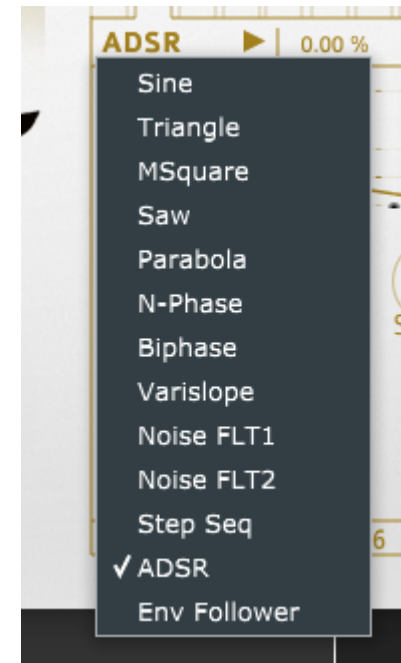 ADSR 0.00 %
Sine
Triangle
MSquare
Saw
Parabola
N-Phase
Biphase
Varislope
Noise FLT1
Noise FLT2
Step Seq
6
✓ ADSR
Env Follower